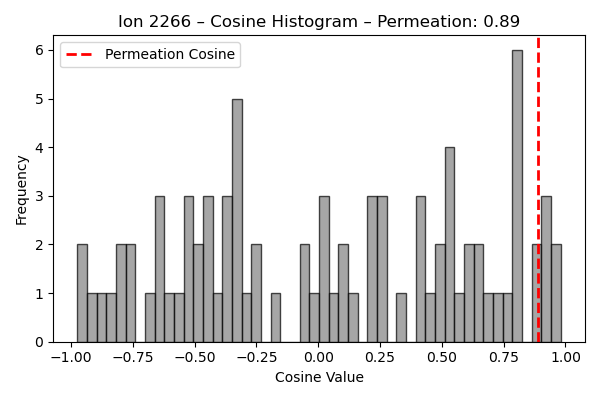 Ion 2266 – Cosine Histogram – Permeation: 0.89
Permeation Cosine
Frequency
6
5
4
3
2
1
0
−1.00 −0.75 −0.50 −0.25 0.00 0.25 0.50 0.75 1.00
Cosine Value